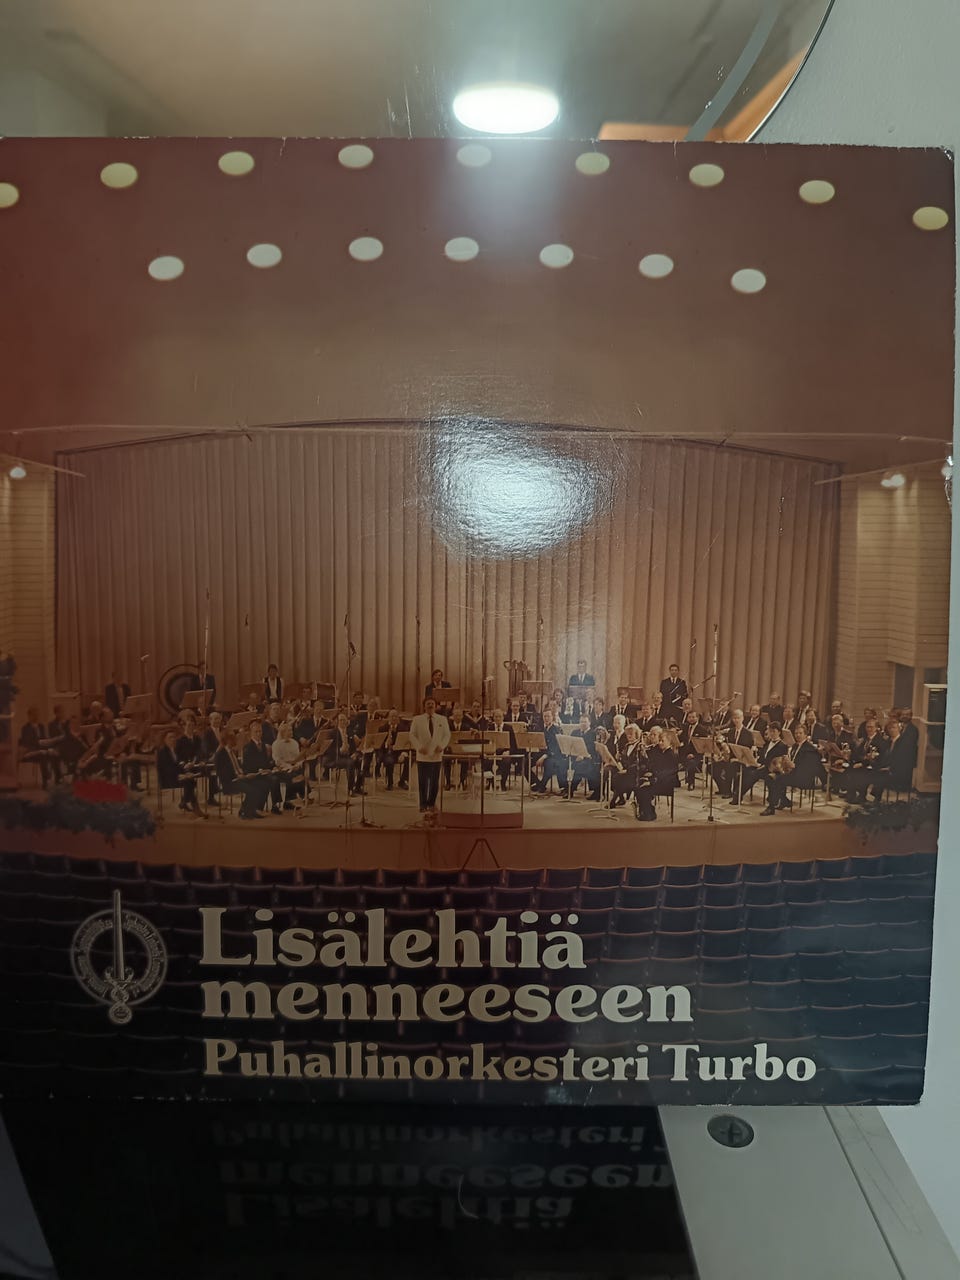 Lisälehtiä
menneeseen
Puhallinorkesteri Turbo